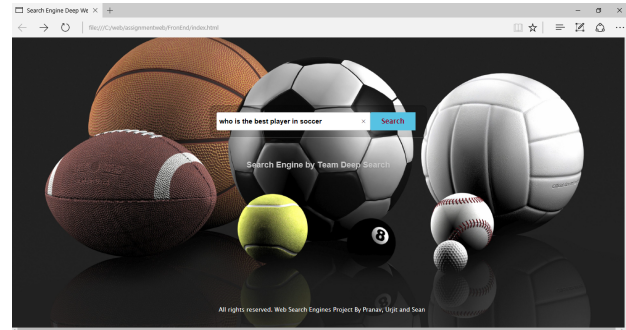 Search Engine Deep We
file:///C:/web/assignmentweb/FrontEnd/index.html
who is the best player in soccer
Search
Search Engine by Team Deep Search
8
All rights reserved. Web Search Engines Project By Pranav, Urjit and Sean